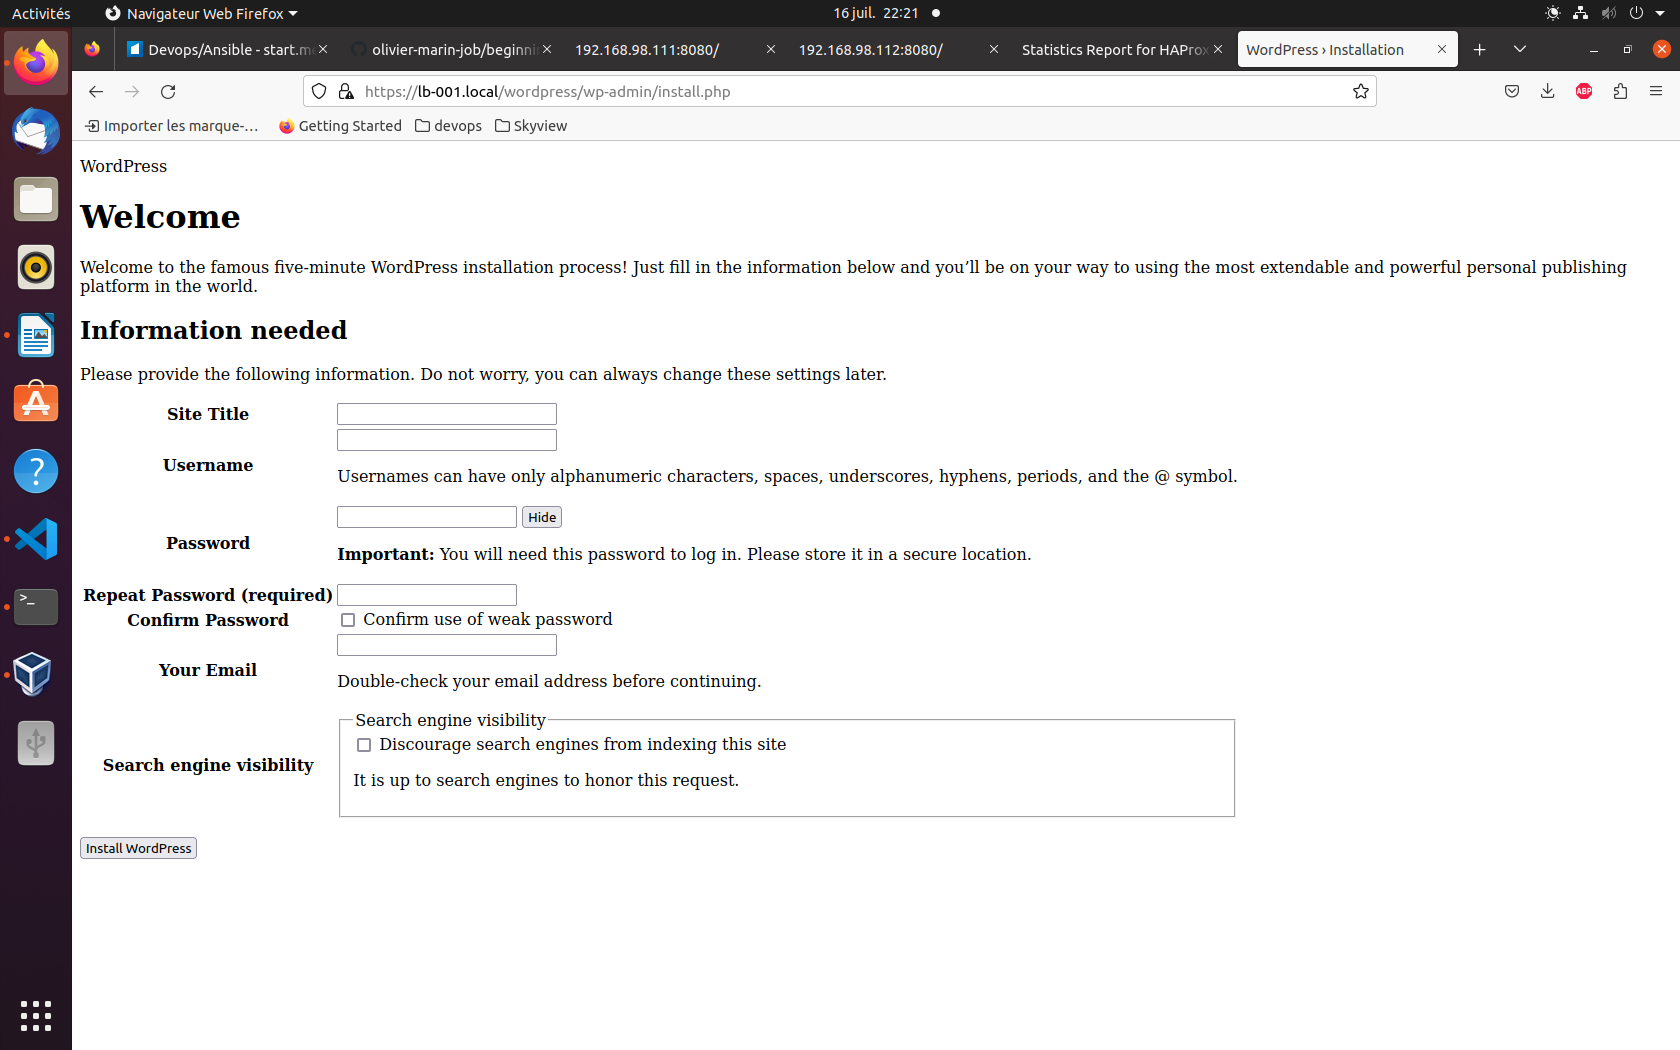 Activités
Navigateur Web Firefox
16 juil. 22:21
Devops/Ansible - start.me
olivier-marin-job/beginnin
192.168.98.111:8080/
192.168.98.112:8080/
Statistics Report for HAProx
WordPress › Installation
https://lb-001.local/wordpress/wp-admin/install.php
ABP
Importer les marque-…
Getting Started
devops
Skyview
WordPress
Welcome
Welcome to the famous five-minute WordPress installation process! Just fill in the information below and you’ll be on your way to using the most extendable and powerful personal publishing
platform in the world.
Information needed
Please provide the following information. Do not worry, you can always change these settings later.
Site Title
Username
Usernames can have only alphanumeric characters, spaces, underscores, hyphens, periods, and the @ symbol.
Hide
Password
Important: You will need this password to log in. Please store it in a secure location.
Repeat Password (required)
Confirm Password
Confirm use of weak password
Your Email
Double-check your email address before continuing.
Search engine visibility
Discourage search engines from indexing this site
Search engine visibility
It is up to search engines to honor this request.
Install WordPress